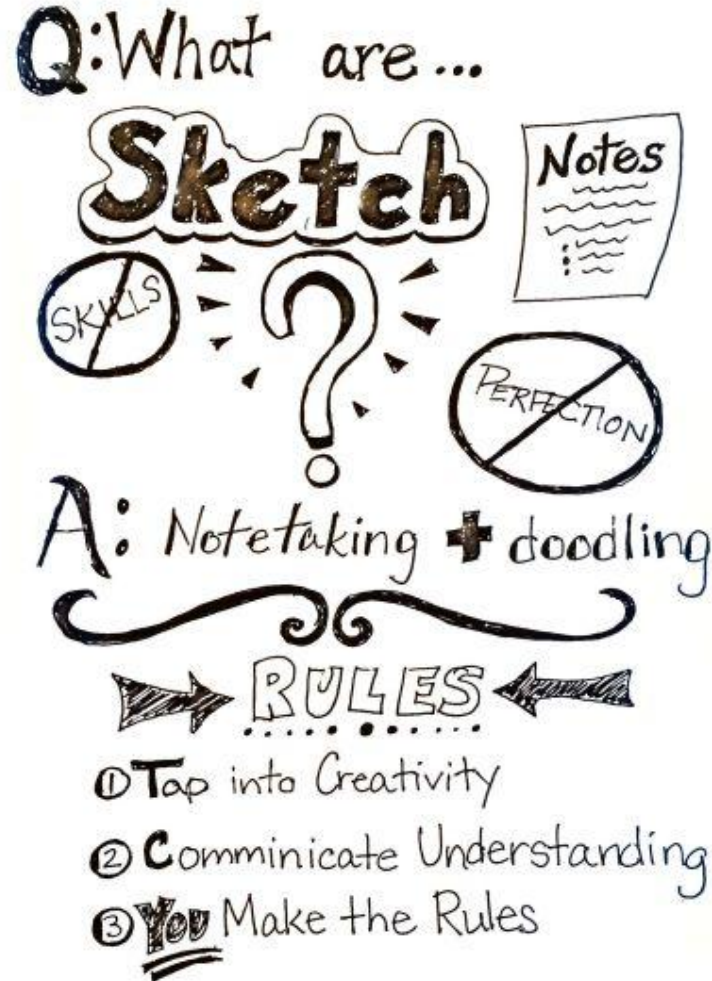 Q: What are...
Sketch
Notes
SKILLS
?
PERFECTION
A: Notetaking + doodling
RULES
① Tap into Creativity
② Comminicate Understanding
③ You Make the Rules